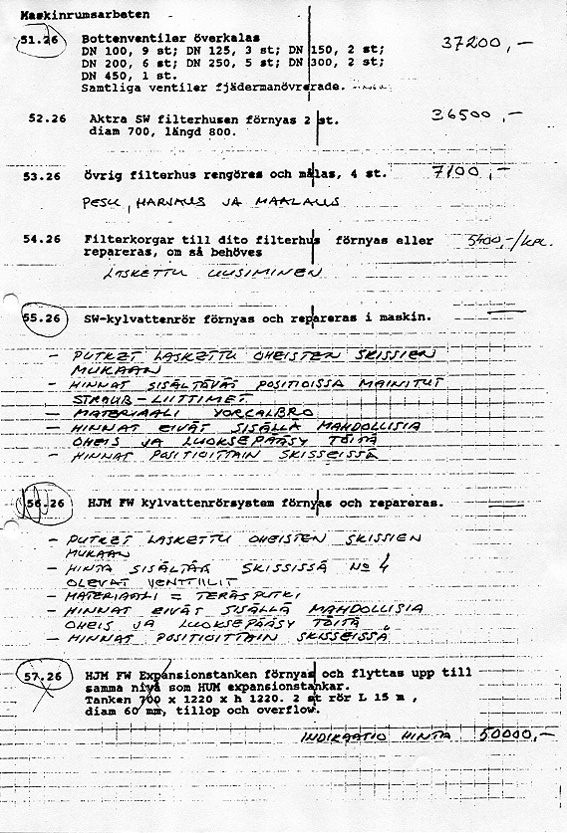 Maskinrumsarbeten
51.26 Bottenventiler överkalas 37200,-
DN 100, 9 st; DN 125, 3 st; DN 150, 2 st;
DN 200, 6 st; DN 250, 5 st; DN 300, 2 st;
DN 450, 1 st.
Samtliga ventiler fjädermanövrerade.
52.26 Aktra SW filterhusen förnyas 2 st. 36500,-
diam 700, längd 800.
53.26 Övrig filterhus rengöres och målas, 4 st. 7100,-
PESU, HARJAUS JA MAALAUS
54.26 Filterkorgar till dito filterhus förnyas eller 5400,-/KPL.
repareras, om så behöves
LASKETTU UUSIMINEN
55.26 SW-kylvattenrör förnyas och repareras i maskin.
- PUTKET LASKETTU OHEISTEN SKISSIEN
MUKAAN
- HINNAT SISÄLTÄVÄT POSITIOISSA MAINITUT
STRAUB-LIITTIMET
- MATERIAALI YORCALBRO
- HINNAT EIVÄT SISÄLLÄ MAHDOLLISIA
OHEIS JA LUOKSEPÄÄSY TÖITÄ
- HINNAT POSITIOITTAIN SKISSEISSÄ
56.26 HJM FW kylvattenrörsystem förnyas och repareras.
- PUTKET LASKETTU OHEISTEN SKISSIEN
MUKAAN
- HINTA SISÄLTÄÄ SKISSISSÄ No 4
OLEVAT VENTTIILIT
- MATERIAALI = TERÄSPUTKI
- HINNAT EIVÄT SISÄLLÄ MAHDOLLISIA
OHEIS JA LUOKSEPÄÄSY TÖITÄ
- HINNAT POSITIOITTAIN SKISSEISSÄ
57.26 HJM FW Expansionstanken förnyas och flyttas upp till
samma nivå som HUM expansionstankar.
Tanken 700 x 1220 x h 1220. 2 st rör L 15 m,
diam 60 mm, tillop och overflow.
INDIKAATIO HINTA 50000,-